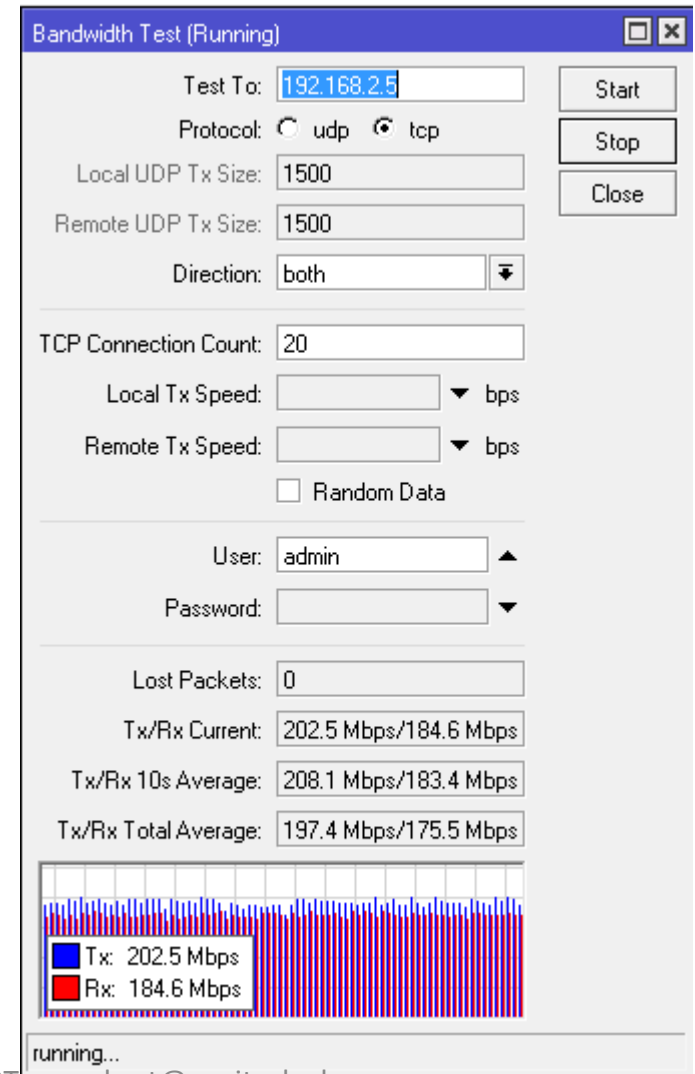 Bandwidth Test (Running)
Test To: 192.168.2.5
Start
Protocol: udp tcp
Stop
Local UDP Tx Size: 1500
Close
Remote UDP Tx Size: 1500
Direction: both
TCP Connection Count: 20
Local Tx Speed: bps
Remote Tx Speed: bps
Random Data
User: admin
Password:
Lost Packets: 0
Tx/Rx Current: 202.5 Mbps/184.6 Mbps
Tx/Rx 10s Average: 208.1 Mbps/183.4 Mbps
Tx/Rx Total Average: 197.4 Mbps/175.5 Mbps
Tx: 202.5 Mbps
Rx: 184.6 Mbps
running...